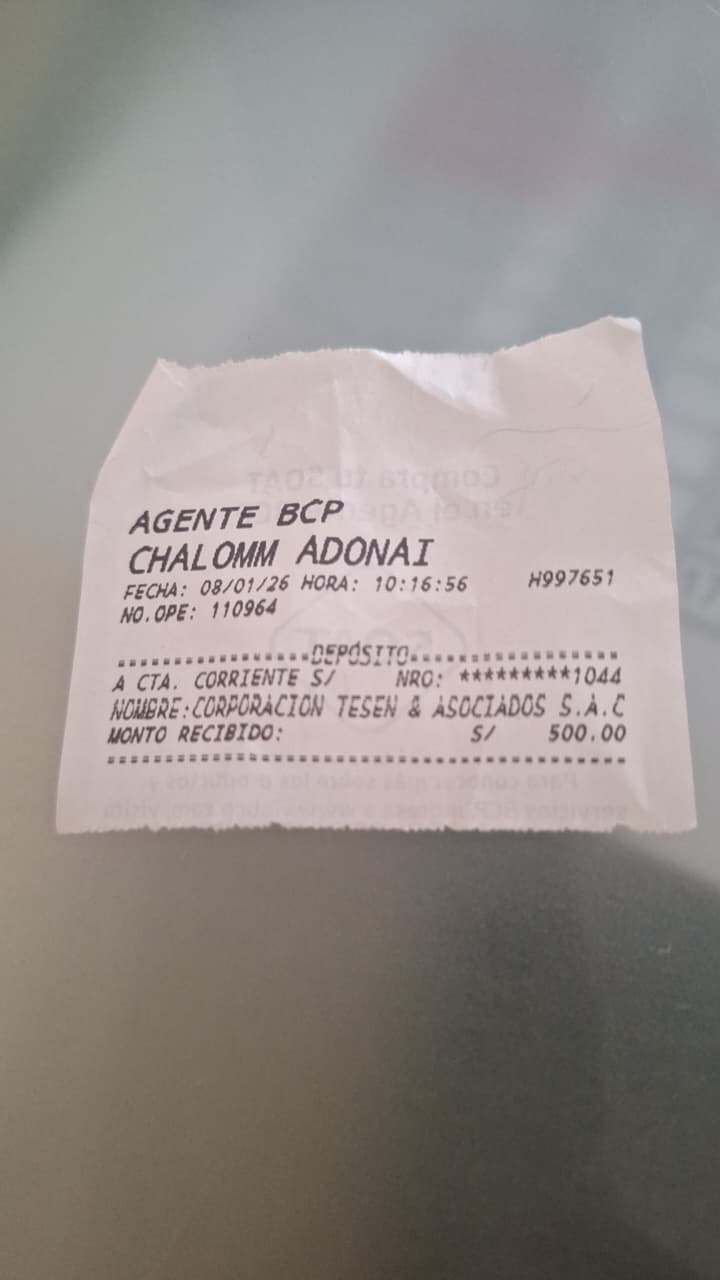 AGENTE BCP
CHALOMM ADONAI
FECHA: 08/01/26 HORA: 10:16:56 H997651
NO.OPE: 110964
DEPÓSITO
A CTA. CORRIENTE S/ NRO: *********1044
NOMBRE:CORPORACION TESEN & ASOCIADOS S.A.C
MONTO RECIBIDO: S/ 500.00